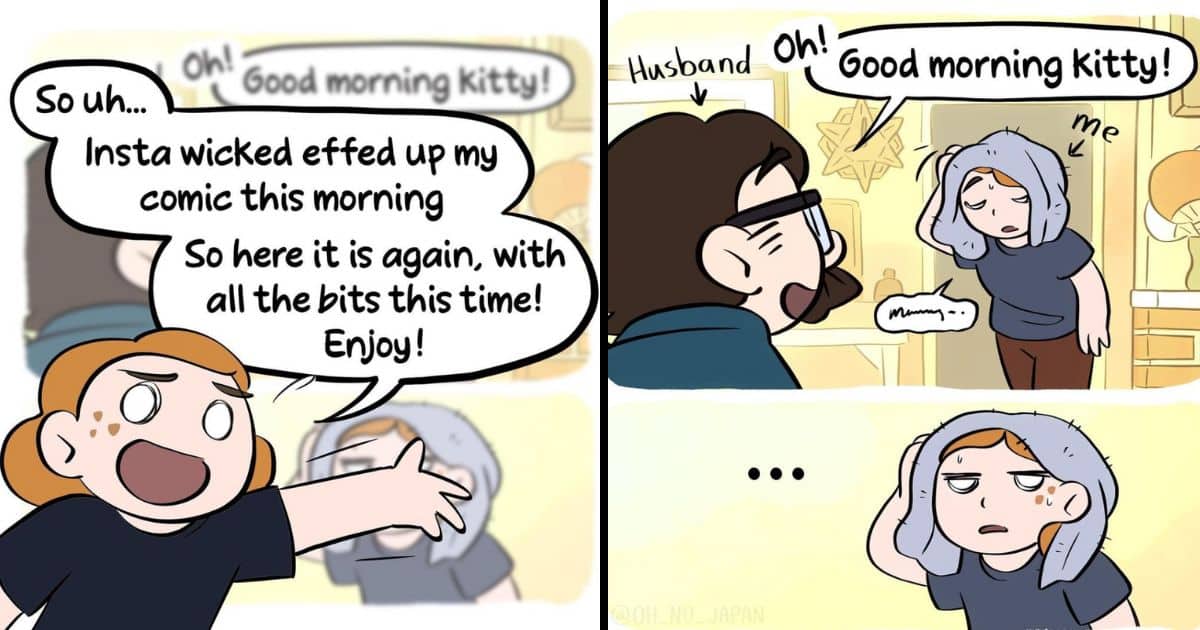 Oh!
Good morning kitty!
So uh...
Insta wicked effed up my
comic this morning
So here it is again, with
all the bits this time!
Enjoy!
Husband
Oh!
Good morning kitty!
me
...
@OH_NO_JAPAN